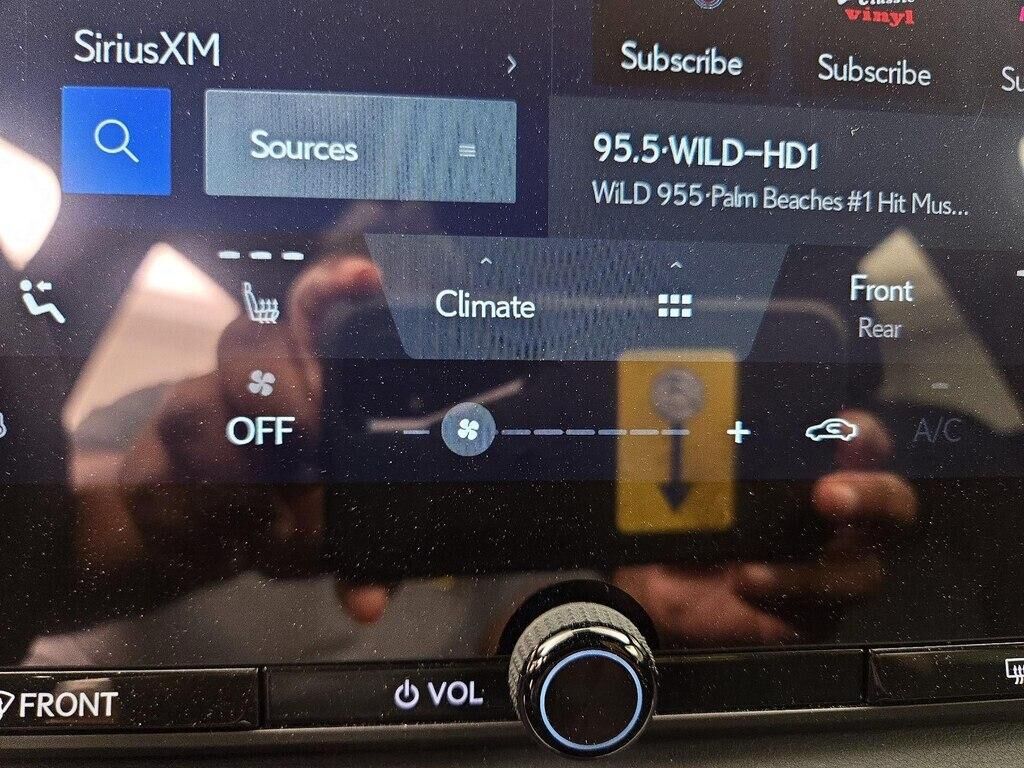 SiriusXM
Sources
Classic
vinyl
Subscribe
Subscribe
95.5·WILD-HD1
WiLD 955·Palm Beaches #1 Hit Mus...
Climate
Front
Rear
OFF
+
A/C
FRONT
VOL